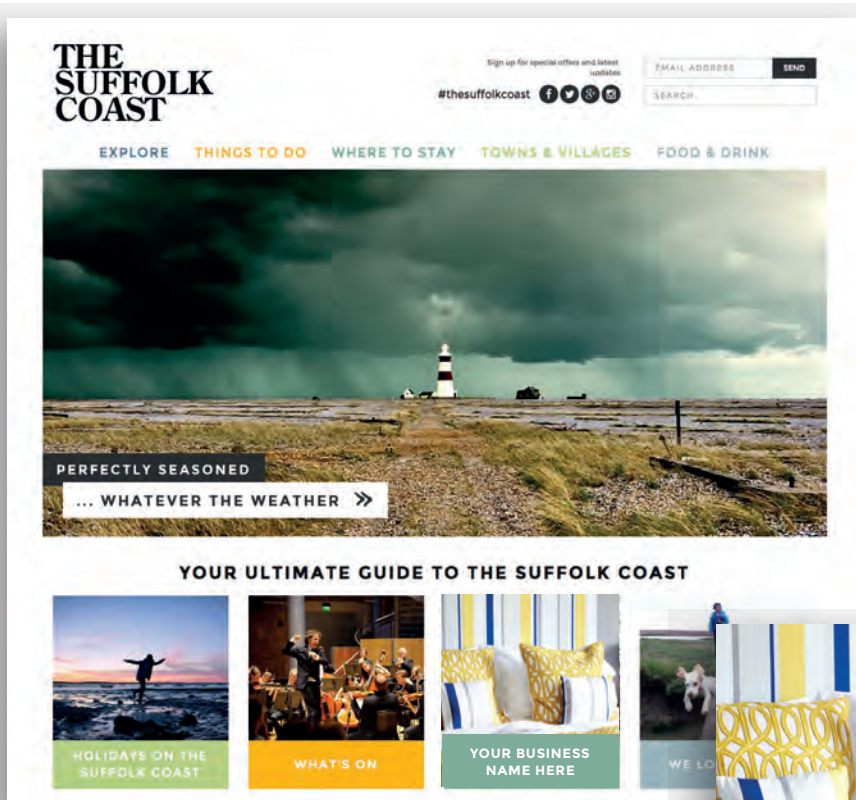 THE
SUFFOLK
COAST
Sign up for special offers and latest
updates
EMAIL ADDRESS
SEND
#thesuffolkcoast
SEARCH
EXPLORE THINGS TO DO WHERE TO STAY TOWNS & VILLAGES FOOD & DRINK
PERFECTLY SEASONED
... WHATEVER THE WEATHER »
YOUR ULTIMATE GUIDE TO THE SUFFOLK COAST
HOLIDAYS ON THE
SUFFOLK COAST
WHAT'S ON
YOUR BUSINESS
NAME HERE
WE